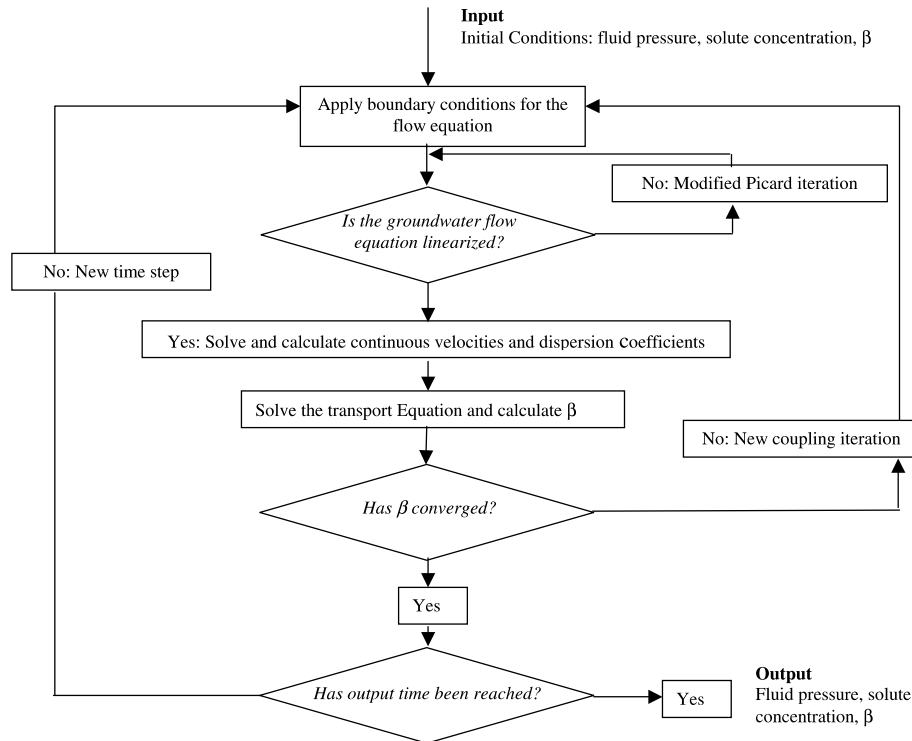 Input
Initial Conditions: fluid pressure, solute concentration, β
Apply boundary conditions for the
flow equation
No: Modified Picard iteration
Is the groundwater flow
equation linearized?
No: New time step
Yes: Solve and calculate continuous velocities and dispersion coefficients
Solve the transport Equation and calculate β
No: New coupling iteration
Has β converged?
Yes
Has output time been reached?
Yes
Output
Fluid pressure, solute
concentration, β